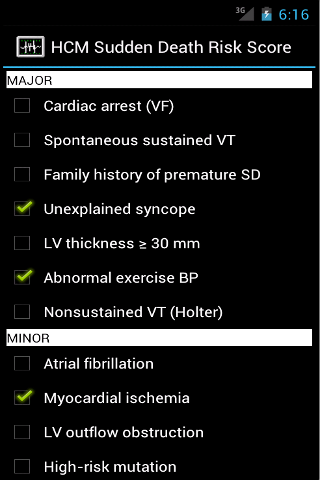 3G 6:16
HCM Sudden Death Risk Score
MAJOR
Cardiac arrest (VF)
Spontaneous sustained VT
Family history of premature SD
Unexplained syncope
LV thickness ≥ 30 mm
Abnormal exercise BP
Nonsustained VT (Holter)
MINOR
Atrial fibrillation
Myocardial ischemia
LV outflow obstruction
High-risk mutation